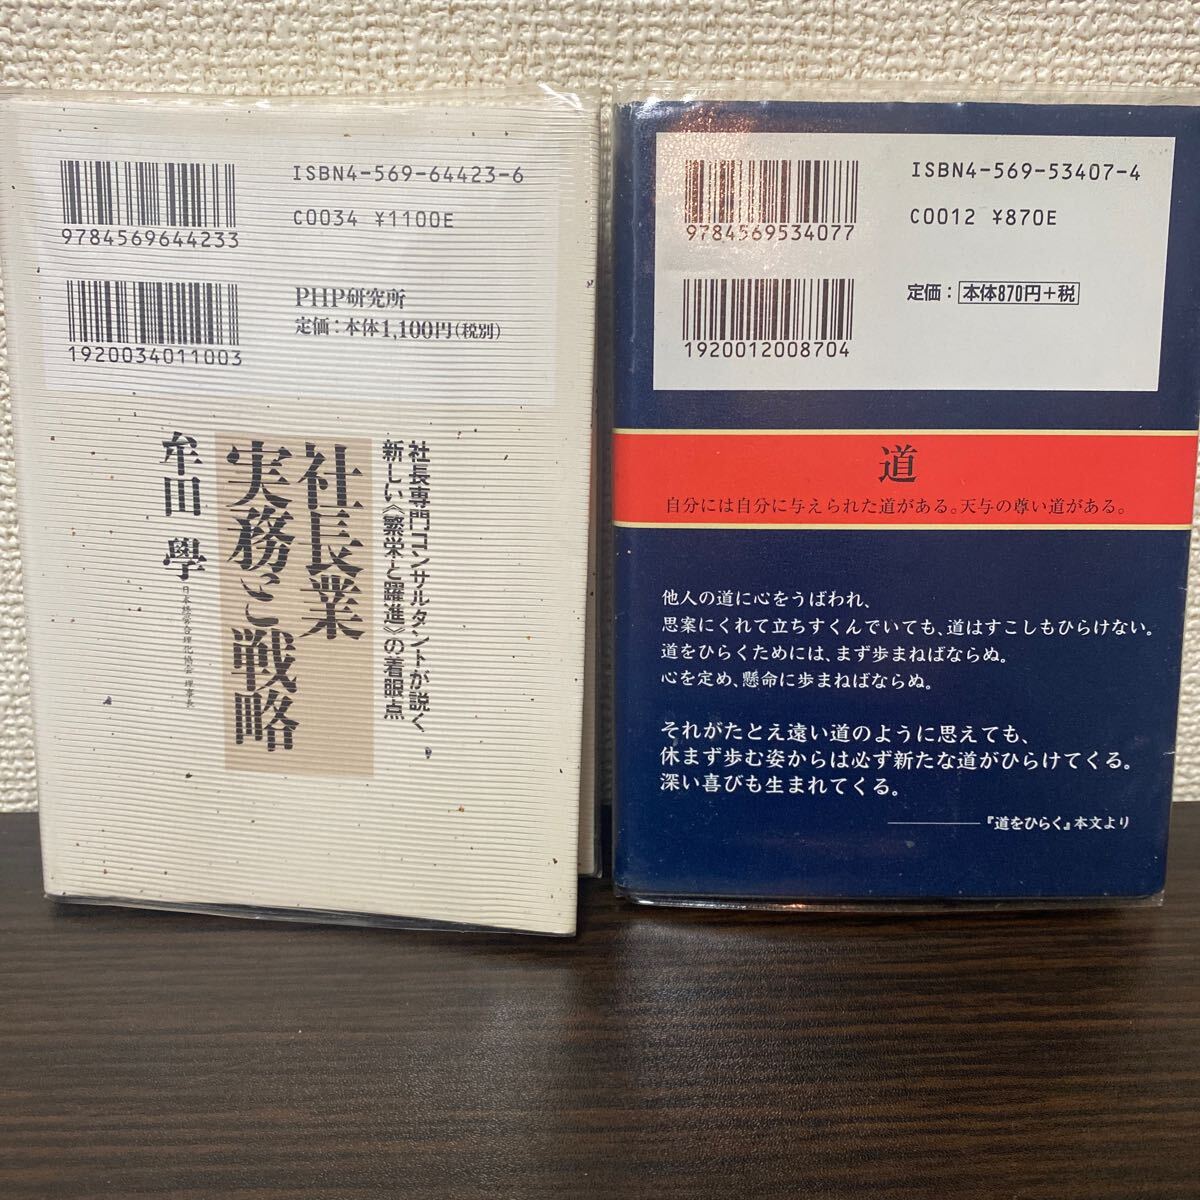 ISBN4-569-64423-6
C0034 ¥1100E
9784569644233
PHP研究所
定価：本体1,100円（税別）
1920034011003
社長専門コンサルタントが説く、
新しい《繁栄と躍進》の着眼点
社長業
実務と戦略
牟田 學
日本経営合理化協会 理事長
ISBN4-569-53407-4
C0012 ¥870E
9784569534077
定価：本体870円+税
1920012008704
道
自分には自分に与えられた道がある。天与の尊い道がある。
他人の道に心をうばわれ、
思案にくれて立ちすくんでいても、道はすこしもひらけない。
道をひらくためには、まず歩まねばならぬ。
心を定め、懸命に歩まねばならぬ。
それがたとえ遠い道のように思えても、
休まず歩む姿からは必ず新たな道がひらけてくる。
深い喜びも生まれてくる。
『道をひらく』本文より